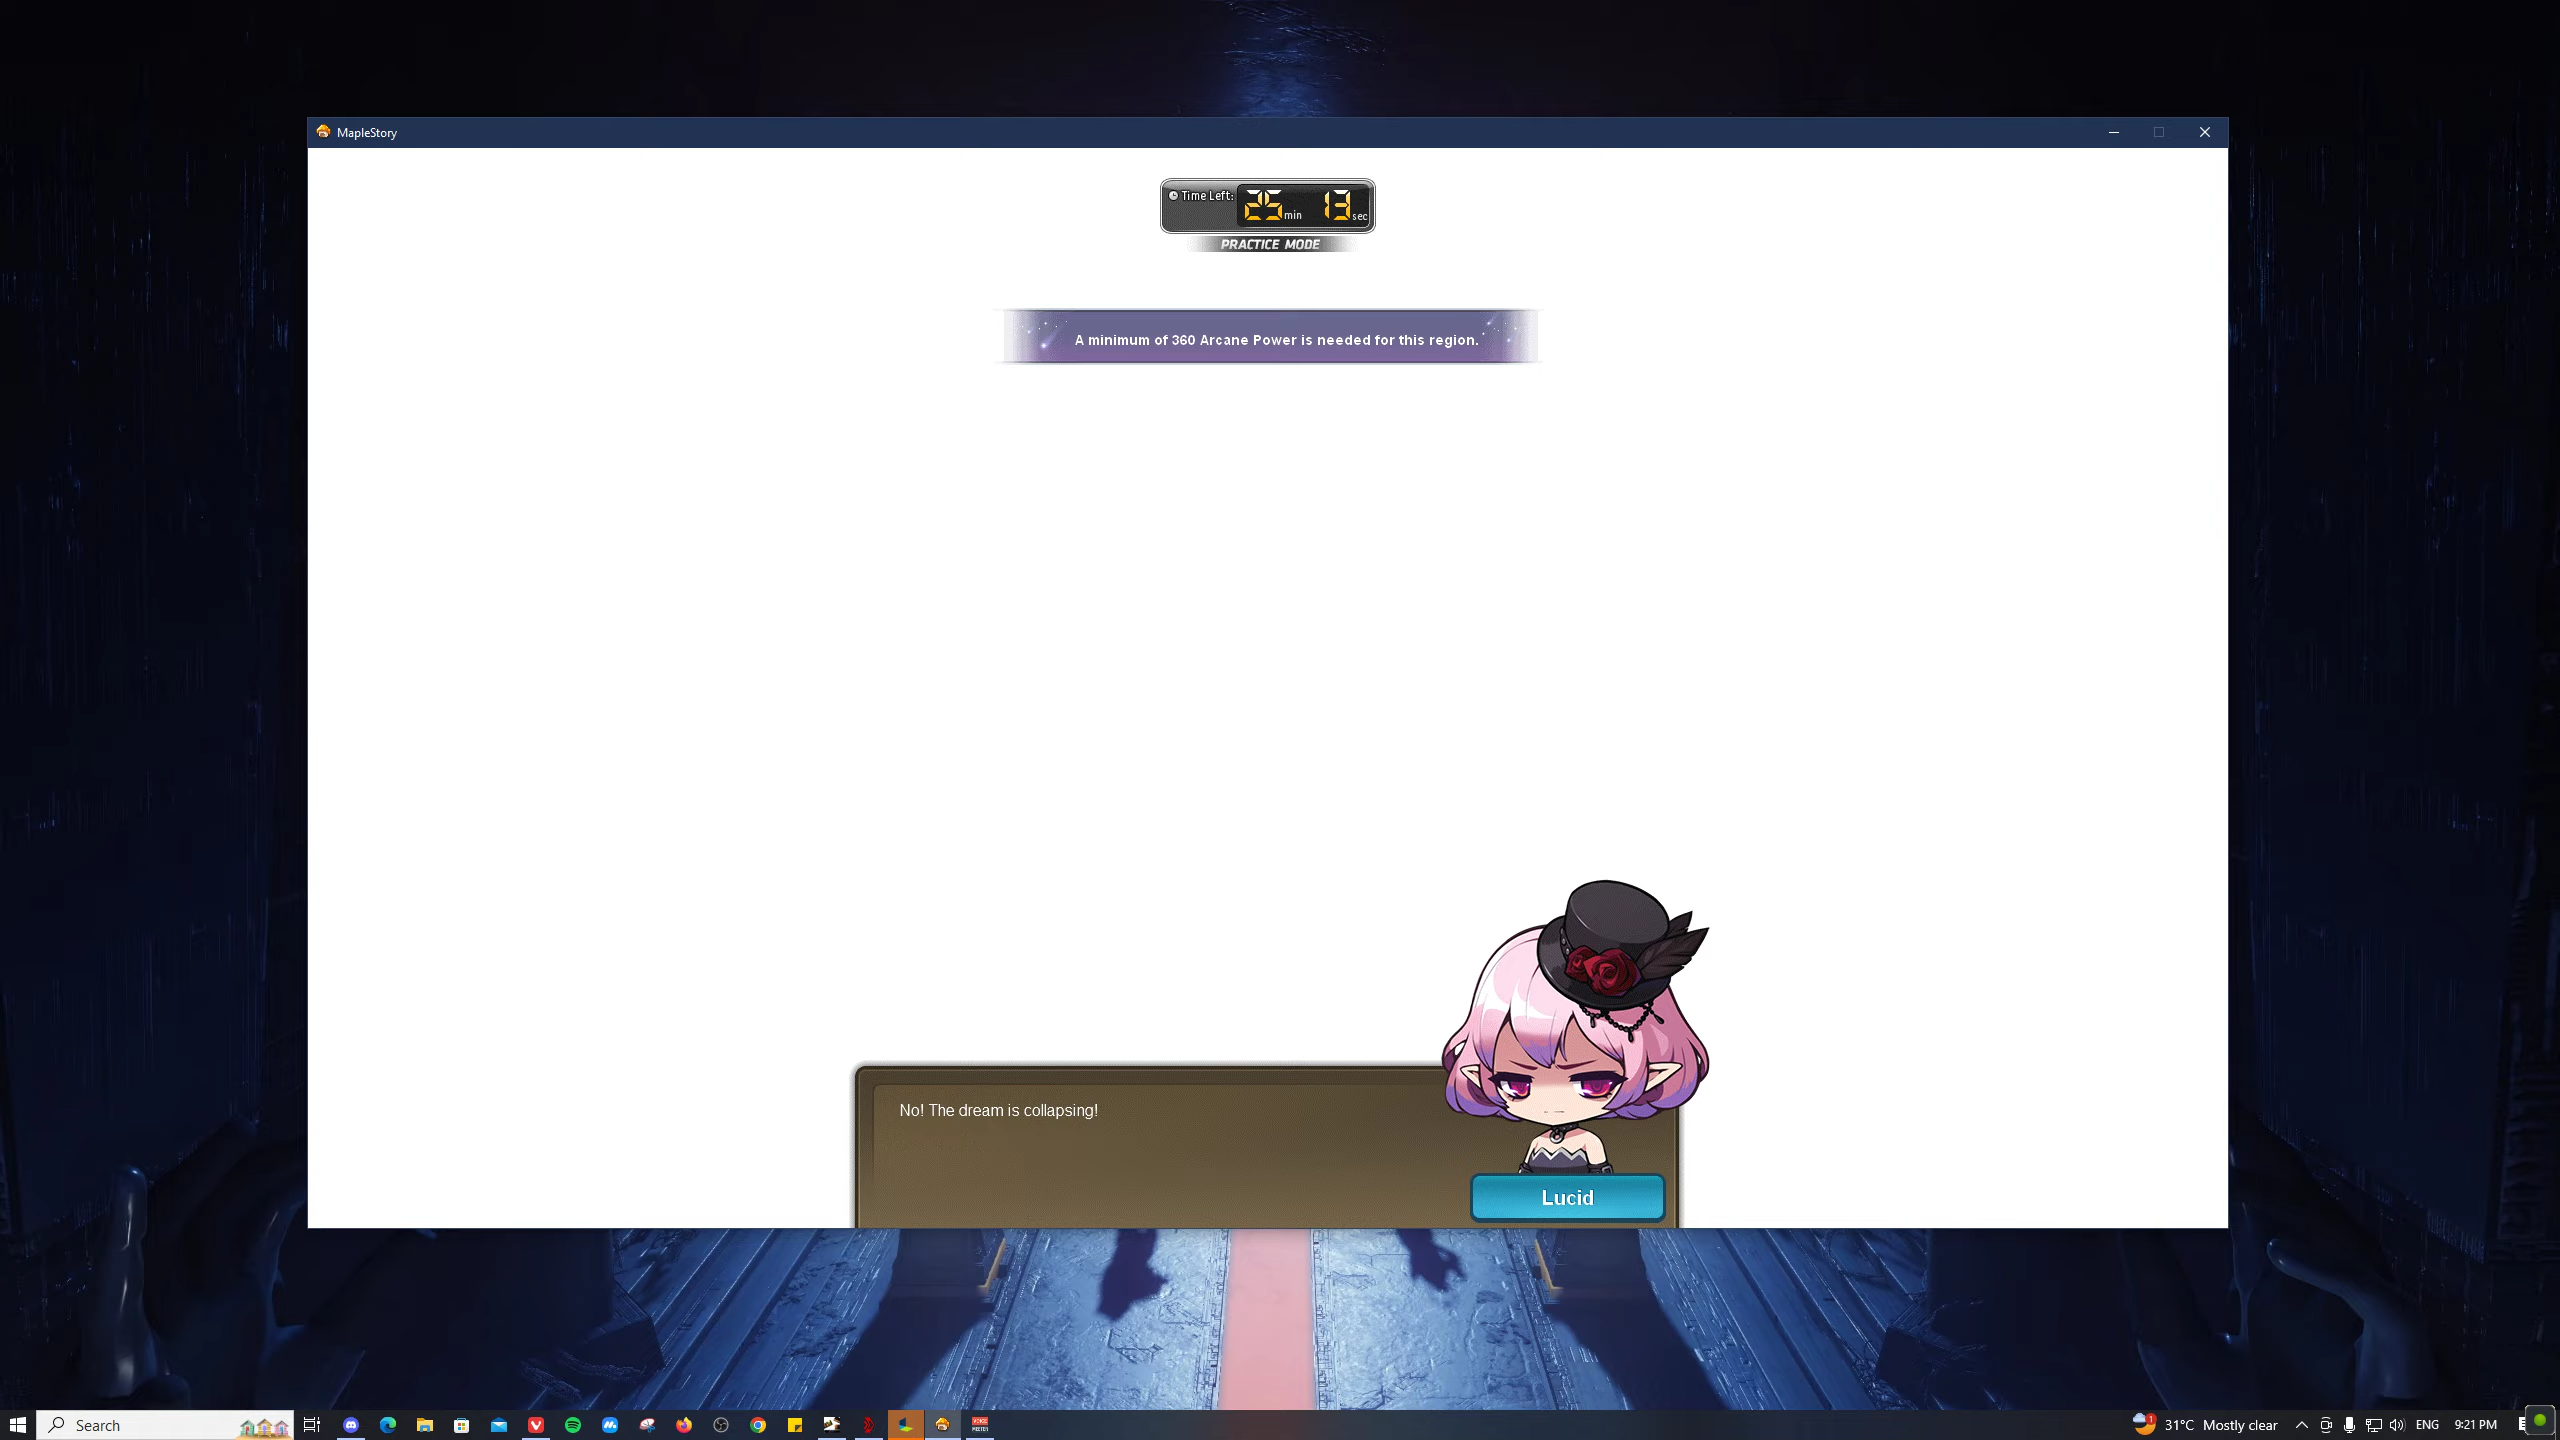 MapleStory
Time Left: 25 min 13 sec
PRACTICE MODE
A minimum of 360 Arcane Power is needed for this region.
No! The dream is collapsing!
Lucid
Search
1 31°C Mostly clear ENG 9:21 PM